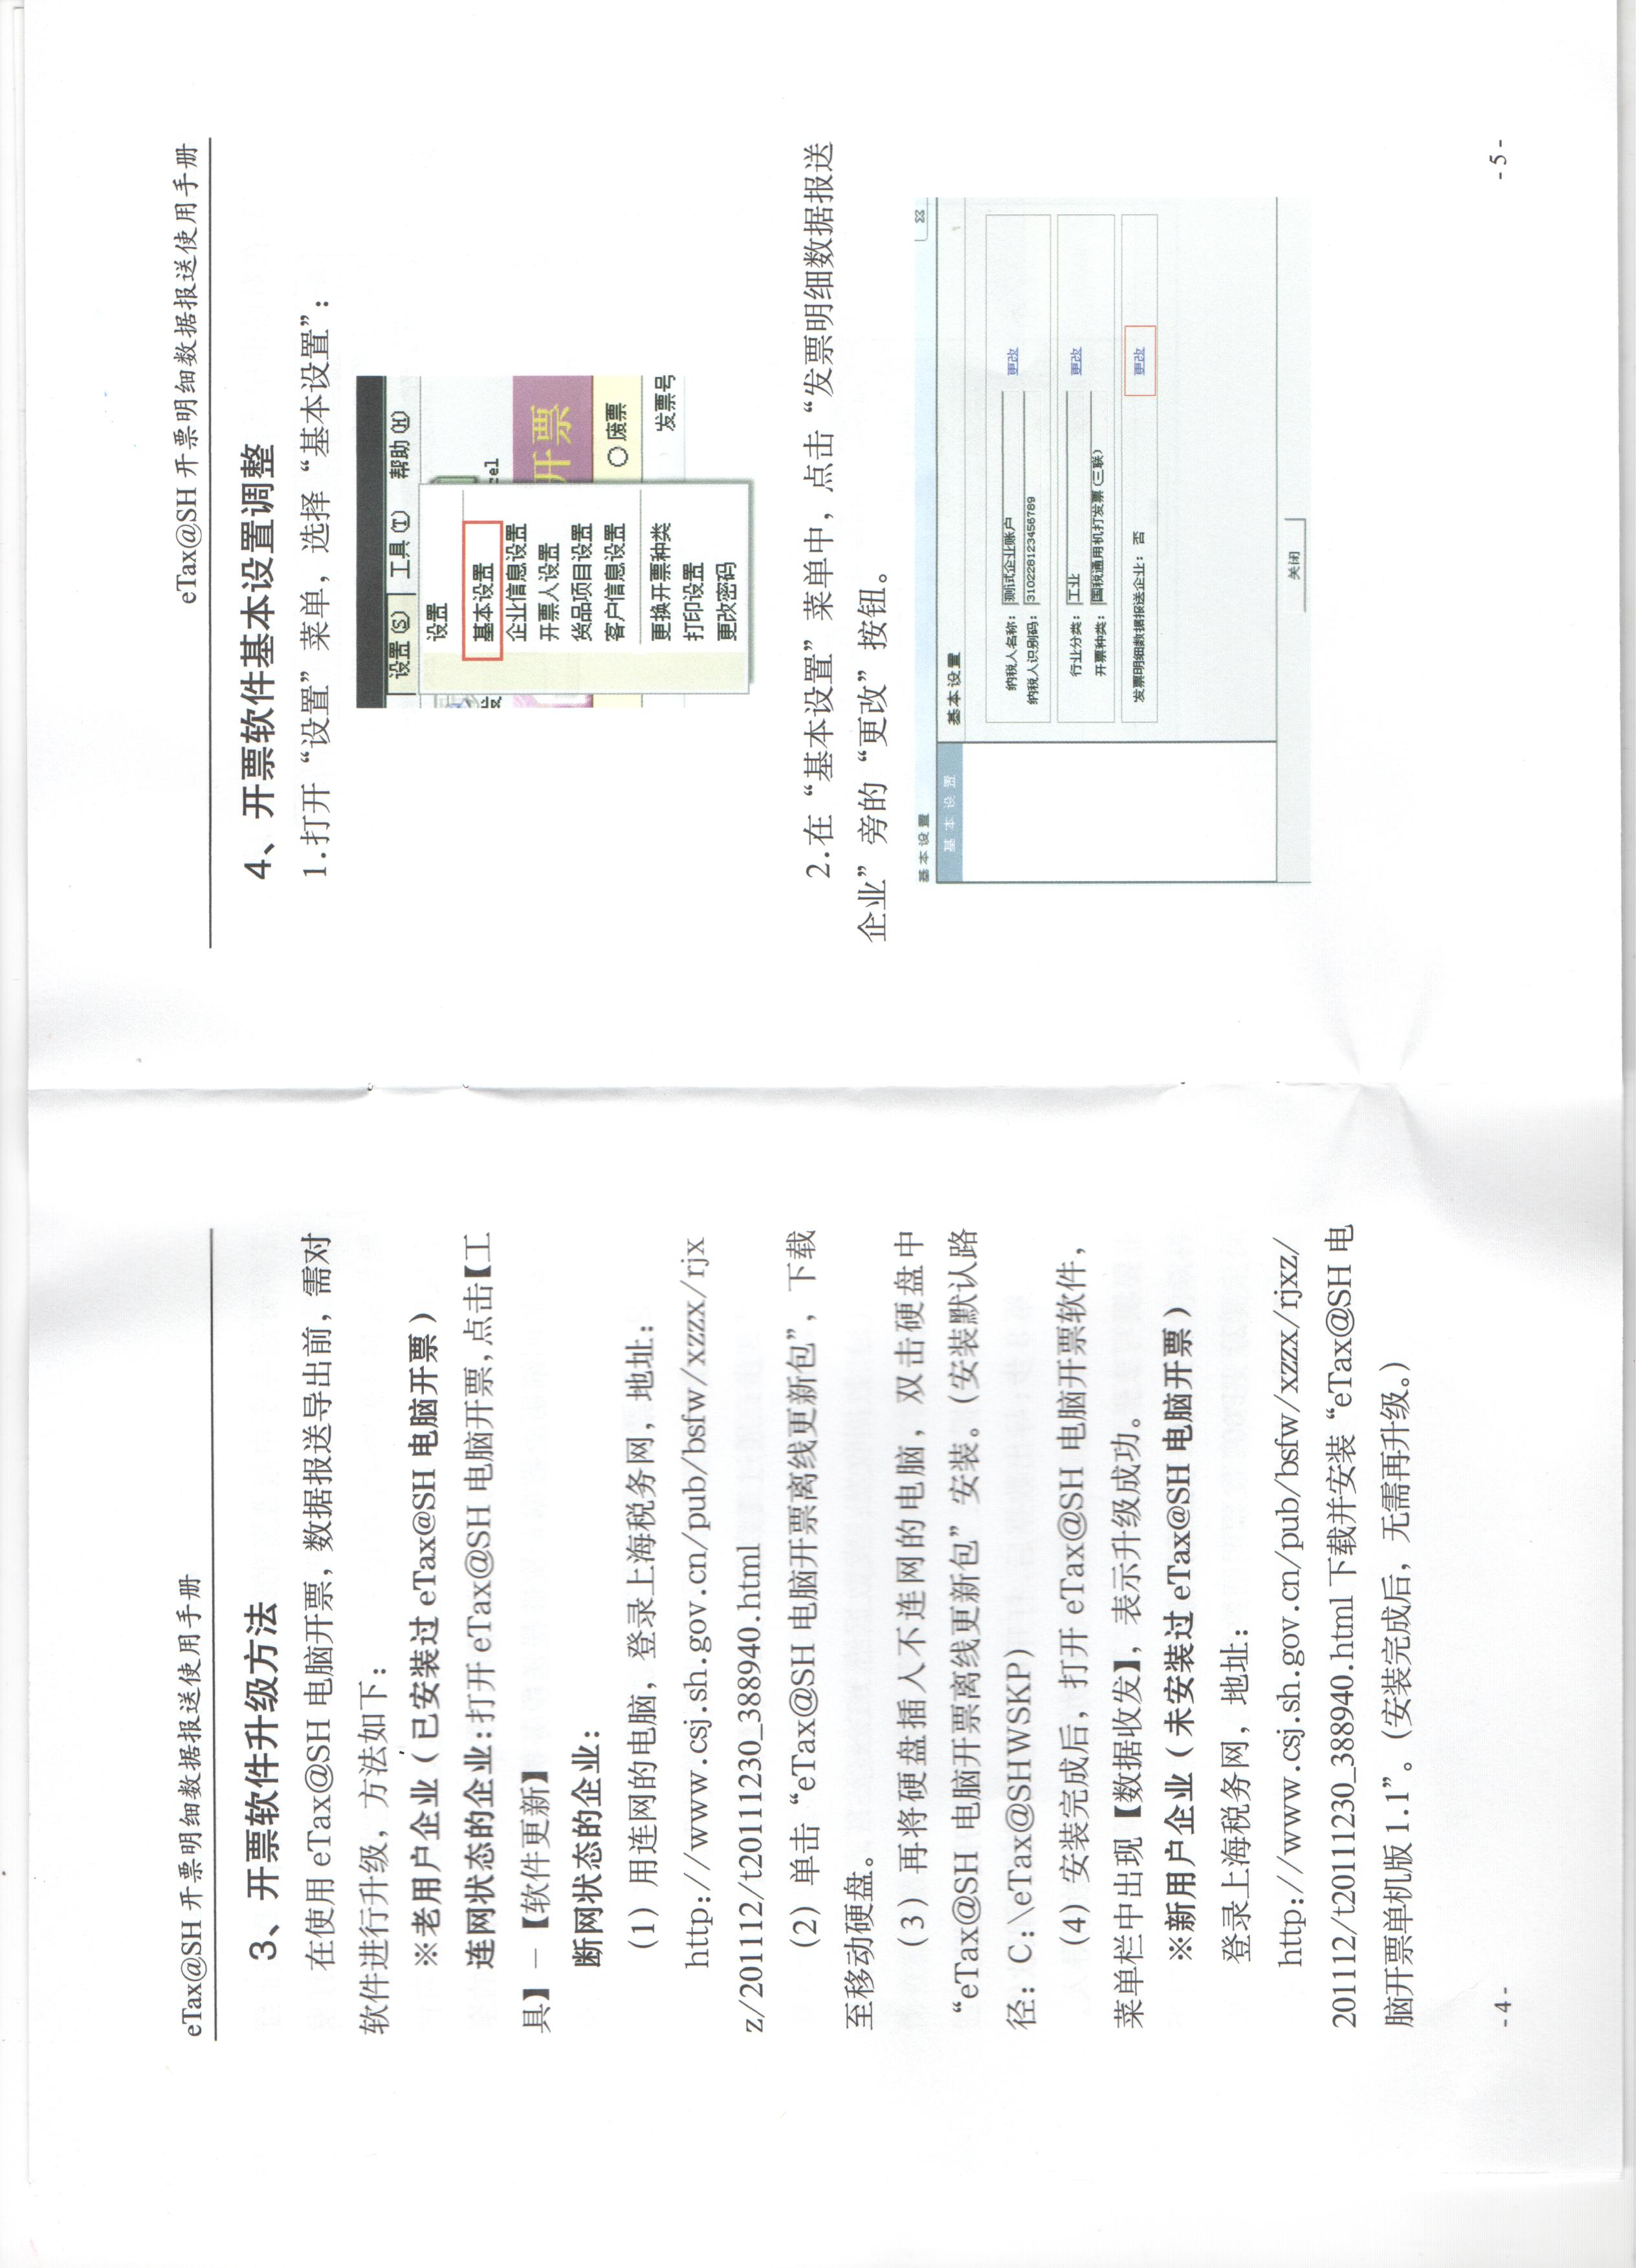 eTax@SH 开票明细数据报送使用手册
3、开票软件升级方法
在使用 eTax@SH 电脑开票，数据报送导出前，需对
软件进行升级，方法如下：
※老用户企业（已安装过 eTax@SH 电脑开票）
连网状态的企业：打开 eTax@SH 电脑开票，点击【工
具】－【软件更新】
断网状态的企业：
（1）用连网的电脑，登录上海税务网，地址：
http://www.csj.sh.gov.cn/pub/bsfw/xzzx/rjx
z/201112/t20111230_388940.html
（2）单击“eTax@SH 电脑开票离线更新包”，下载
至移动硬盘。
（3）再将硬盘插入不连网的电脑，双击硬盘中
“eTax@SH 电脑开票离线更新包”安装。（安装默认路
径：C:\eTax@SHWSKP）
（4）安装完成后，打开 eTax@SH 电脑开票软件，
菜单栏中出现【数据收发】，表示升级成功。
※新用户企业（未安装过 eTax@SH 电脑开票）
登录上海税务网，地址：
http://www.csj.sh.gov.cn/pub/bsfw/xzzx/rjxz/
201112/t20111230_388940.html 下载并安装“eTax@SH 电
脑开票单机版 1.1”。（安装完成后，无需再升级。）
- 4 -
eTax@SH 开票明细数据报送使用手册
4、开票软件基本设置调整
1.打开“设置”菜单，选择“基本设置”：
设置(S) 工具(T) 帮助(H)
设置
基本设置
企业信息设置
开票人设置
货品项目设置
客户信息设置
更换开票种类
打印设置
更改密码
cel
开票
废票
发票号
2.在“基本设置”菜单中，点击“发票明细数据报送
企业”旁的“更改”按钮。
基本设置
基本设置
基本设置
纳税人名称：测试企业账户
纳税人识别码：310228123456789
更改
行业分类：工业
开票种类：国税通用机打发票(三联)
更改
发票明细数据报送企业：否
更改
关闭
- 5 -